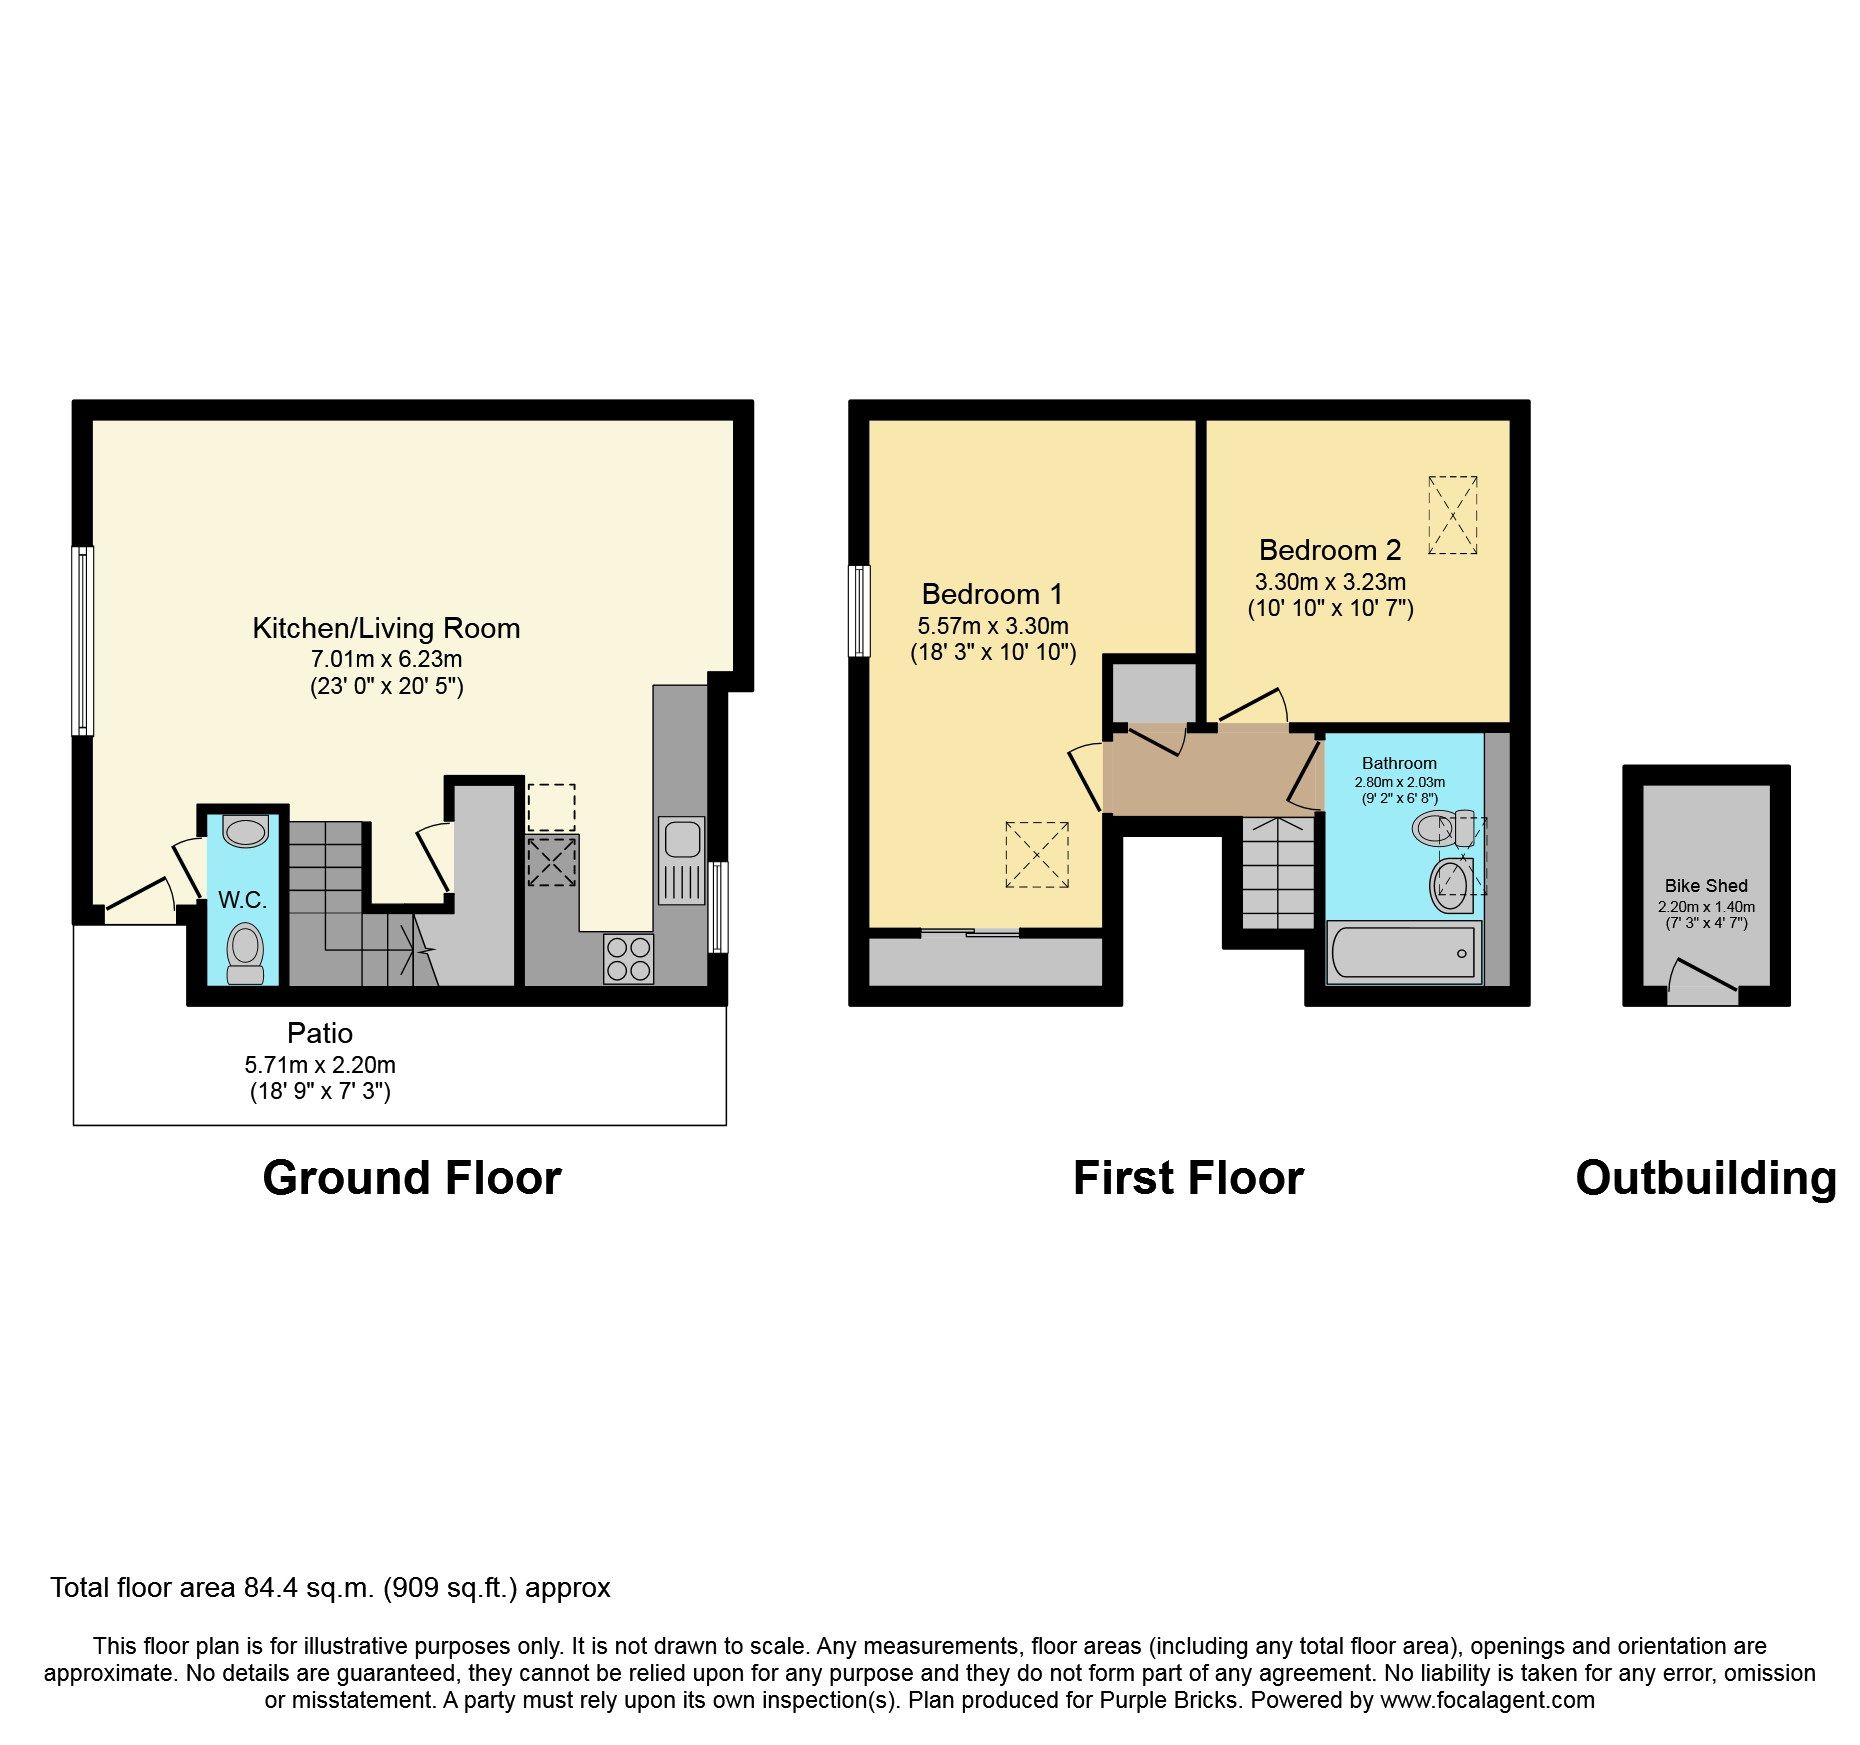 Kitchen/Living Room
7.01m x 6.23m
(23' 0" x 20' 5")
W.C.
Patio
5.71m x 2.20m
(18' 9" x 7' 3")
Ground Floor
Bedroom 1
5.57m x 3.30m
(18' 3" x 10' 10")
Bedroom 2
3.30m x 3.23m
(10' 10" x 10' 7")
Bathroom
2.80m x 2.03m
(9' 2" x 6' 8")
First Floor
Bike Shed
2.20m x 1.40m
(7' 3" x 4' 7")
Outbuilding
Total floor area 84.4 sq.m. (909 sq.ft.) approx
This floor plan is for illustrative purposes only. It is not drawn to scale. Any measurements, floor areas (including any total floor area), openings and orientation are
approximate. No details are guaranteed, they cannot be relied upon for any purpose and they do not form part of any agreement. No liability is taken for any error, omission
or misstatement. A party must rely upon its own inspection(s). Plan produced for Purple Bricks. Powered by www.focalagent.com